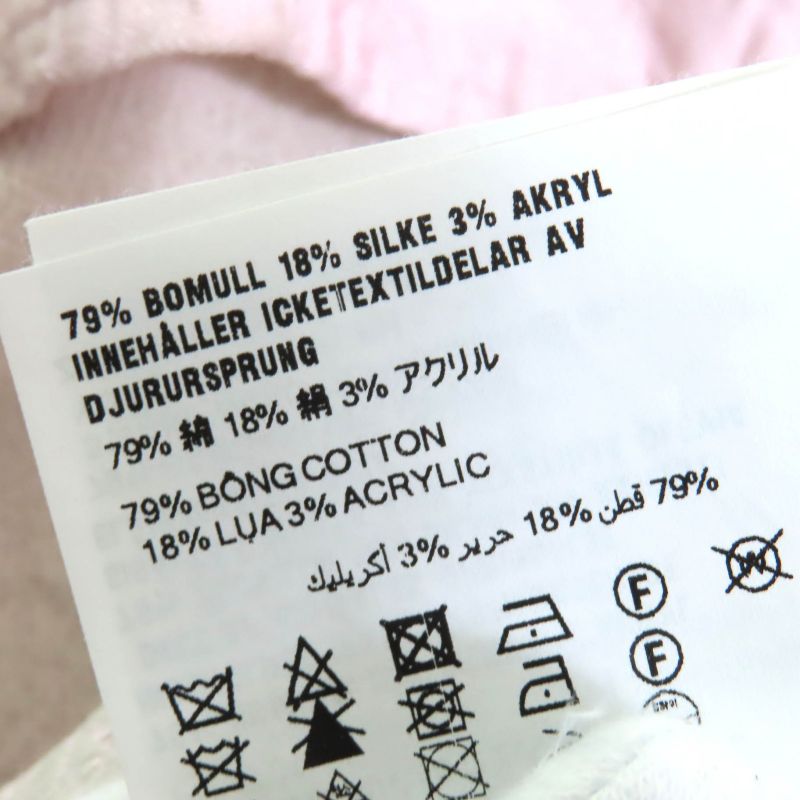 79% BOMULL 18% SILKE 3% AKRYL
INNEHÅLLER ICKETEXTILDELAR AV
DJURURSPRUNG
79% 綿 18% 絹 3% アクリル
79% BÔNG COTTON
18% LỤA 3% ACRYLIC
79% قطن 18% حرير 3% أكريليك
F
W
F